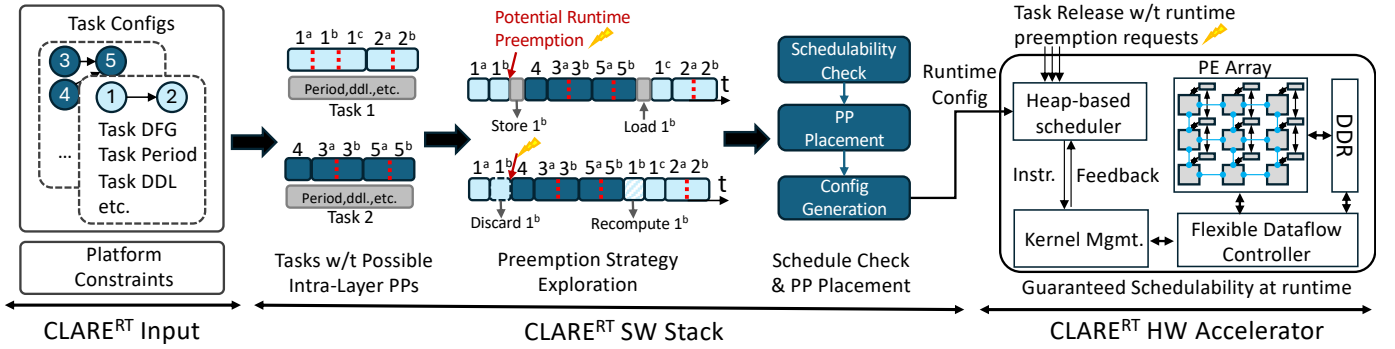 Task Configs
3
5
4
1
2
Task DFG
Task Period
...
Task DDL
etc.
Platform
Constraints
CLARE^RT Input
1^a 1^b 1^c 2^a 2^b
Period,ddl.,etc.
Task 1
4 3^a 3^b 5^a 5^b
Period,ddl.,etc.
Task 2
Tasks w/t Possible
Intra-Layer PPs
Potential Runtime
Preemption
1^a 1^b 4 3^a 3^b 5^a 5^b 1^c 2^a 2^b
t
Store 1^b
Load 1^b
1^a 1^b 4 3^a 3^b 5^a 5^b 1^b 1^c 2^a 2^b
t
Discard 1^b
Recompute 1^b
Preemption Strategy
Exploration
Schedulability
Check
PP
Placement
Config
Generation
Schedule Check
& PP Placement
CLARE^RT SW Stack
Runtime
Config
Task Release w/t runtime
preemption requests
PE Array
Heap-based
scheduler
DDR
Instr.
Feedback
Kernel Mgmt.
Flexible Dataflow
Controller
Guaranteed Schedulability at runtime
CLARE^RT HW Accelerator